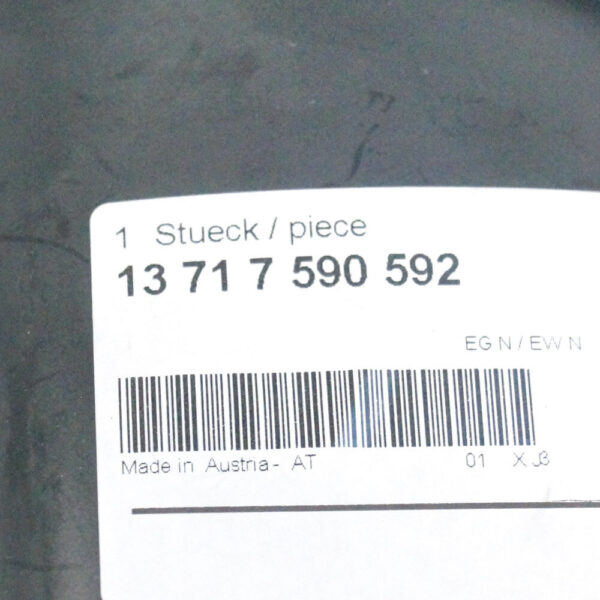 1 Stueck / piece
13 71 7 590 592
EG N / EW N
Made in Austria - AT 01 X J3